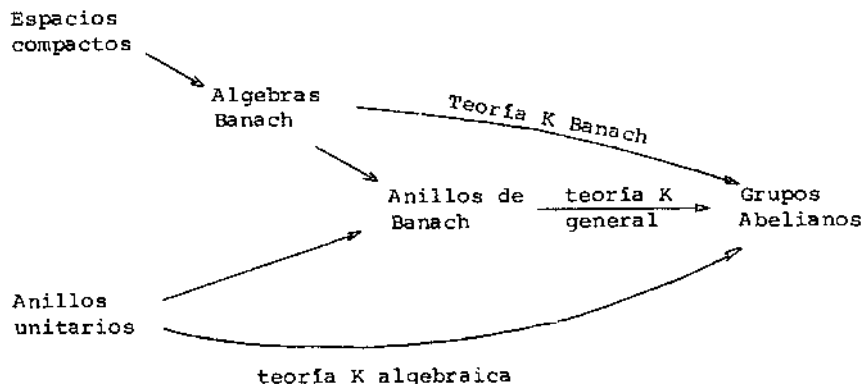 Espacios
compactos
Algebras
Banach
Teoría K Banach
Anillos de
Banach
teoría K
general
Grupos
Abelianos
Anillos
unitarios
teoría K algebraica